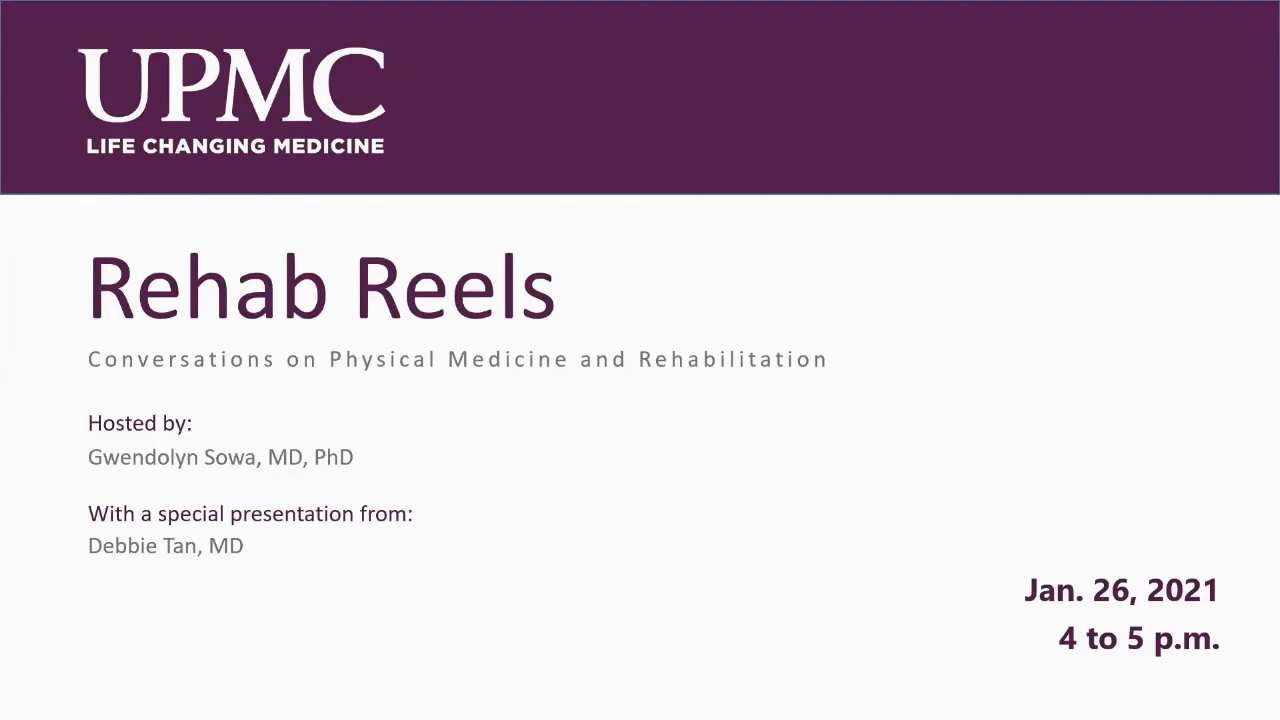 UPMC
LIFE CHANGING MEDICINE
Rehab Reels
Conversations on Physical Medicine and Rehabilitation
Hosted by:
Gwendolyn Sowa, MD, PhD
With a special presentation from:
Debbie Tan, MD
Jan. 26, 2021
4 to 5 p.m.